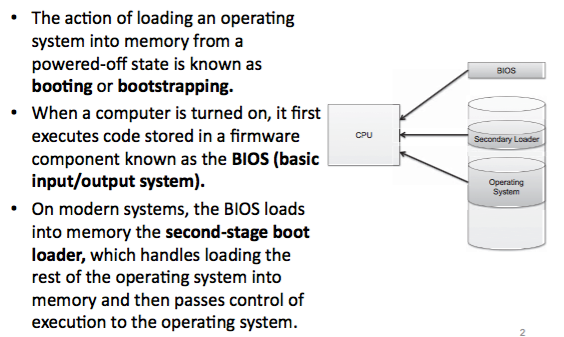 • The action of loading an operating
system into memory from a
powered-off state is known as
booting or bootstrapping.
• When a computer is turned on, it first
executes code stored in a firmware
component known as the BIOS (basic
input/output system).
• On modern systems, the BIOS loads
into memory the second-stage boot
loader, which handles loading the
rest of the operating system into
memory and then passes control of
execution to the operating system.
BIOS
CPU
Secondary Loader
Operating
System
2